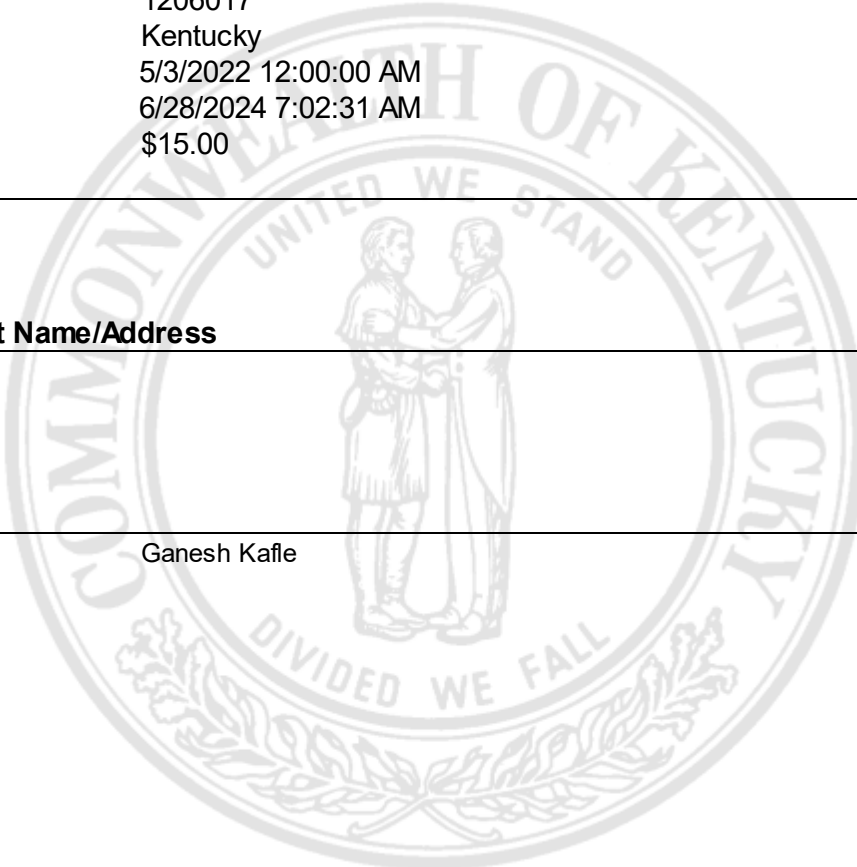 1206017
Kentucky
5/3/2022 12:00:00 AM
6/28/2024 7:02:31 AM
$15.00
COMMONWEALTH OF KENTUCKY
UNITED WE STAND
t Name/Address
Ganesh Kafle
DIVIDED WE FALL